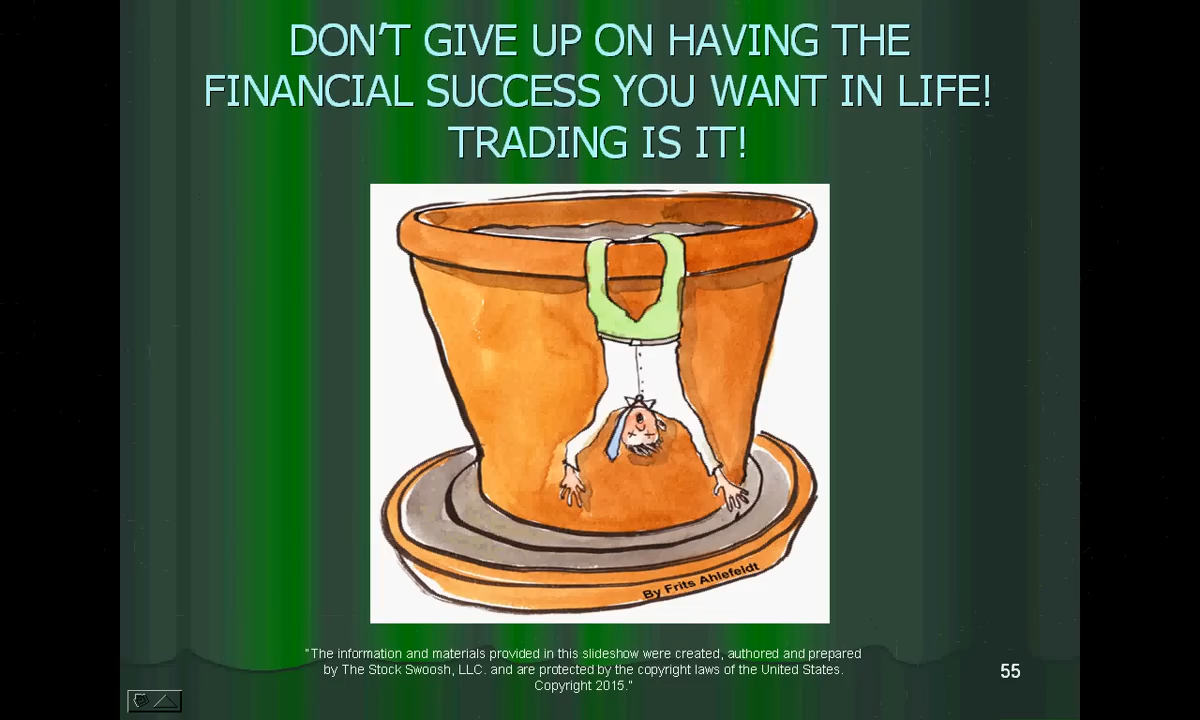 DON'T GIVE UP ON HAVING THE
FINANCIAL SUCCESS YOU WANT IN LIFE!
TRADING IS IT!
By Frits Ahlefeldt
"The information and materials provided in this slideshow were created, authored and prepared
by The Stock Swoosh, LLC. and are protected by the copyright laws of the United States.
Copyright 2015."
55